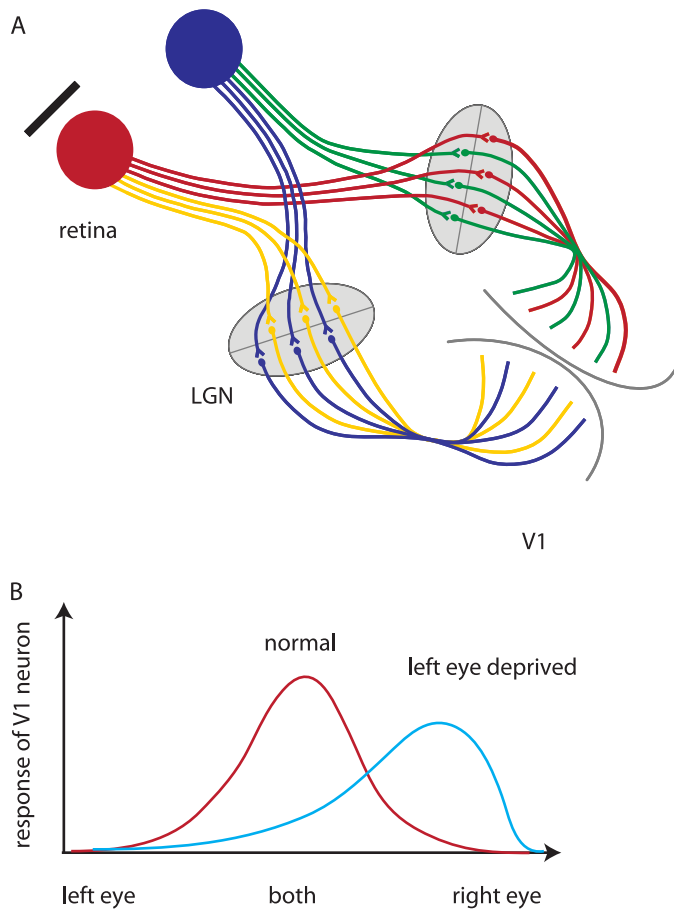 A
retina
LGN
V1
B
response of V1 neuron
normal
left eye deprived
left eye
both
right eye